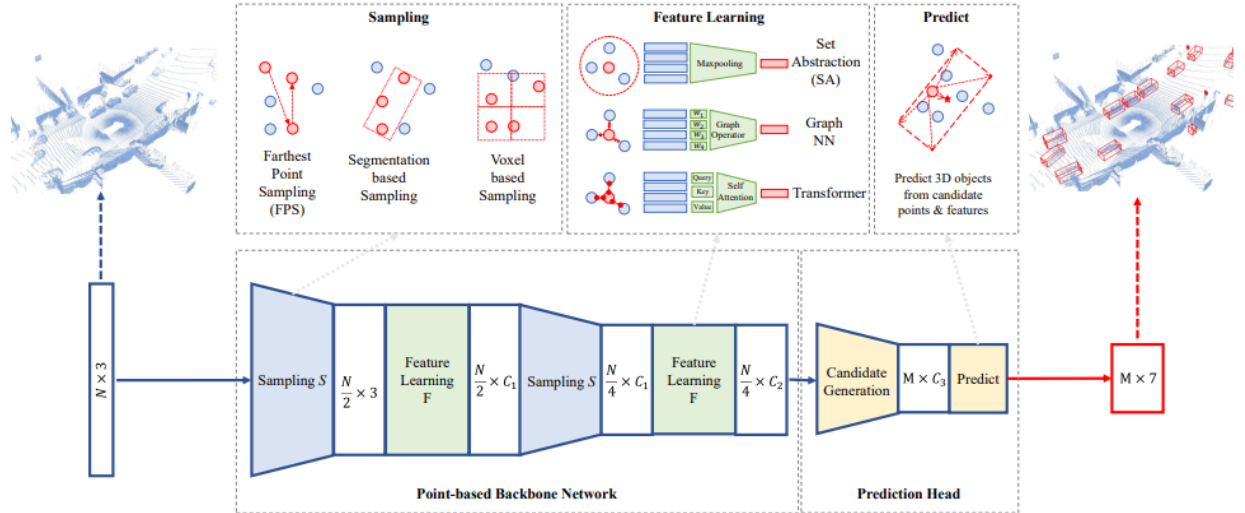 Sampling
Farthest
Point
Sampling
(FPS)
Segmentation
based
Sampling
Voxel
based
Sampling
Feature Learning
Maxpooling
Set
Abstraction
(SA)
W₁
W₂
W₃
W₄
Graph
Operator
Graph
NN
Query
Key
Value
Self
Attention
Transformer
Predict
Predict 3D objects
from candidate
points & features
N × 3
Sampling S
N/2 × 3
Feature
Learning
F
N/2 × C₁
Sampling S
N/4 × C₁
Feature
Learning
F
N/4 × C₂
Point-based Backbone Network
Candidate
Generation
M × C₃
Predict
Prediction Head
M × 7